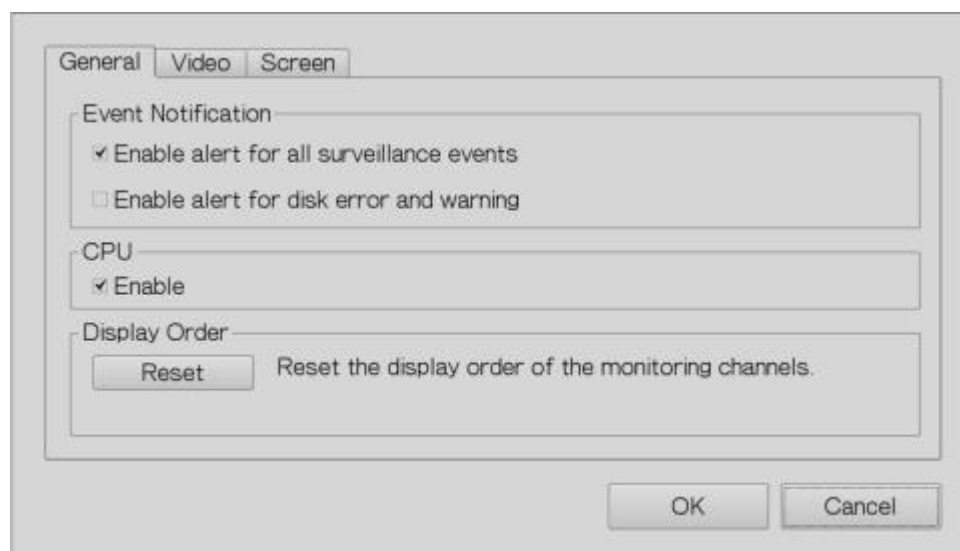 General Video Screen
Event Notification
Enable alert for all surveillance events
Enable alert for disk error and warning
CPU
Enable
Display Order
Reset Reset the display order of the monitoring channels.
OK Cancel